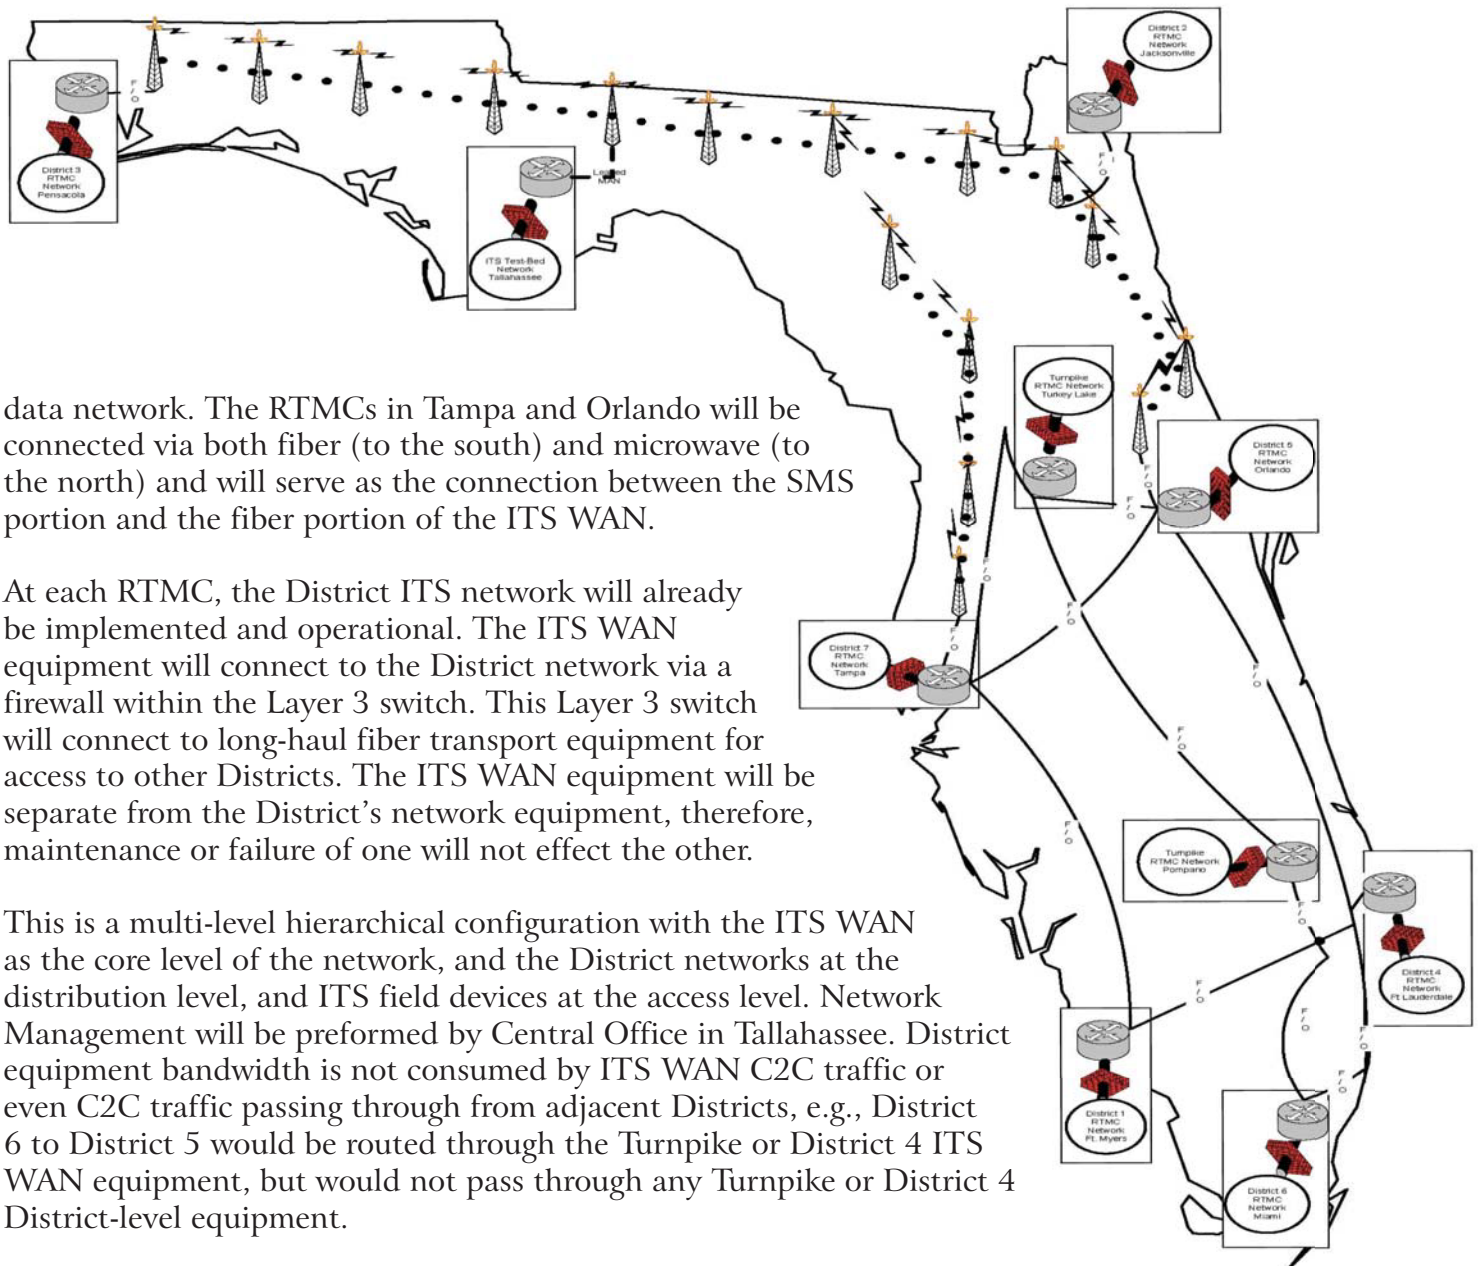 District 2
RTMC
Network
Jacksonville
F
/
O
District 3
RTMC
Network
Pensacola
Leased
MAN
F
/
O
ITS Test-Bed
Network
Tallahassee
Turnpike
RTMC Network
Turkey Lake
data network. The RTMCs in Tampa and Orlando will be
connected via both fiber (to the south) and microwave (to
the north) and will serve as the connection between the SMS
portion and the fiber portion of the ITS WAN.
District 5
RTMC
Network
Orlando
F
/
O
F
/
O
F
/
O
F
/
O
At each RTMC, the District ITS network will already
be implemented and operational. The ITS WAN
equipment will connect to the District network via a
firewall within the Layer 3 switch. This Layer 3 switch
will connect to long-haul fiber transport equipment for
access to other Districts. The ITS WAN equipment will be
separate from the District’s network equipment, therefore,
maintenance or failure of one will not effect the other.
District 7
RTMC
Network
Tampa
F
/
O
F
/
O
F
/
O
F
/
O
Turnpike
RTMC Network
Pompano
F
/
O
This is a multi-level hierarchical configuration with the ITS WAN
as the core level of the network, and the District networks at the
distribution level, and ITS field devices at the access level. Network
Management will be preformed by Central Office in Tallahassee. District
equipment bandwidth is not consumed by ITS WAN C2C traffic or
even C2C traffic passing through from adjacent Districts, e.g., District
6 to District 5 would be routed through the Turnpike or District 4 ITS
WAN equipment, but would not pass through any Turnpike or District 4
District-level equipment.
District 4
RTMC
Network
Ft Lauderdale
F
/
O
F
/
O
F
/
O
F
/
O
District 1
RTMC
Network
Ft. Myers
District 6
RTMC
Network
Miami